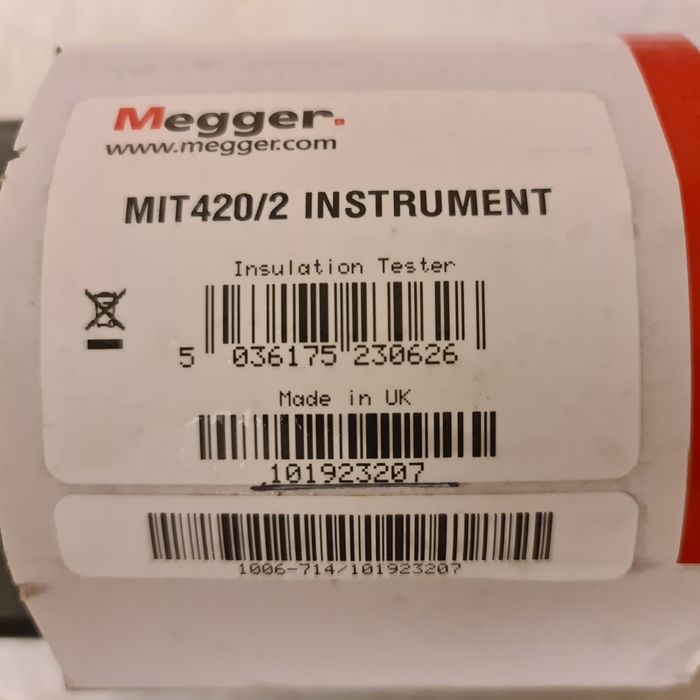 Megger.
www.megger.com
MIT420/2 INSTRUMENT
Insulation Tester
5 036175 230626
Made in UK
101923207
1006-714/101923207